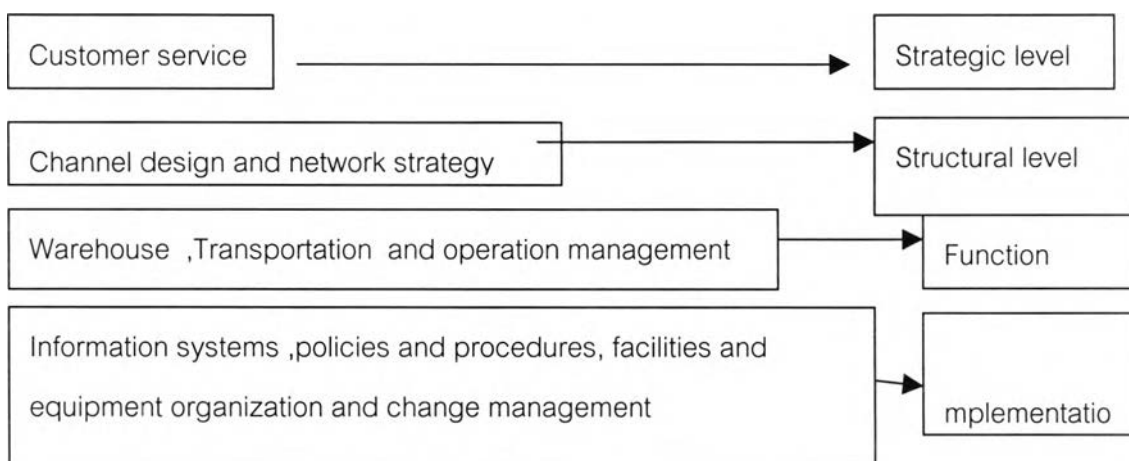 Customer service
Strategic level
Channel design and network strategy
Structural level
Warehouse ,Transportation and operation management
Function
Information systems ,policies and procedures, facilities and
equipment organization and change management
mplementatio